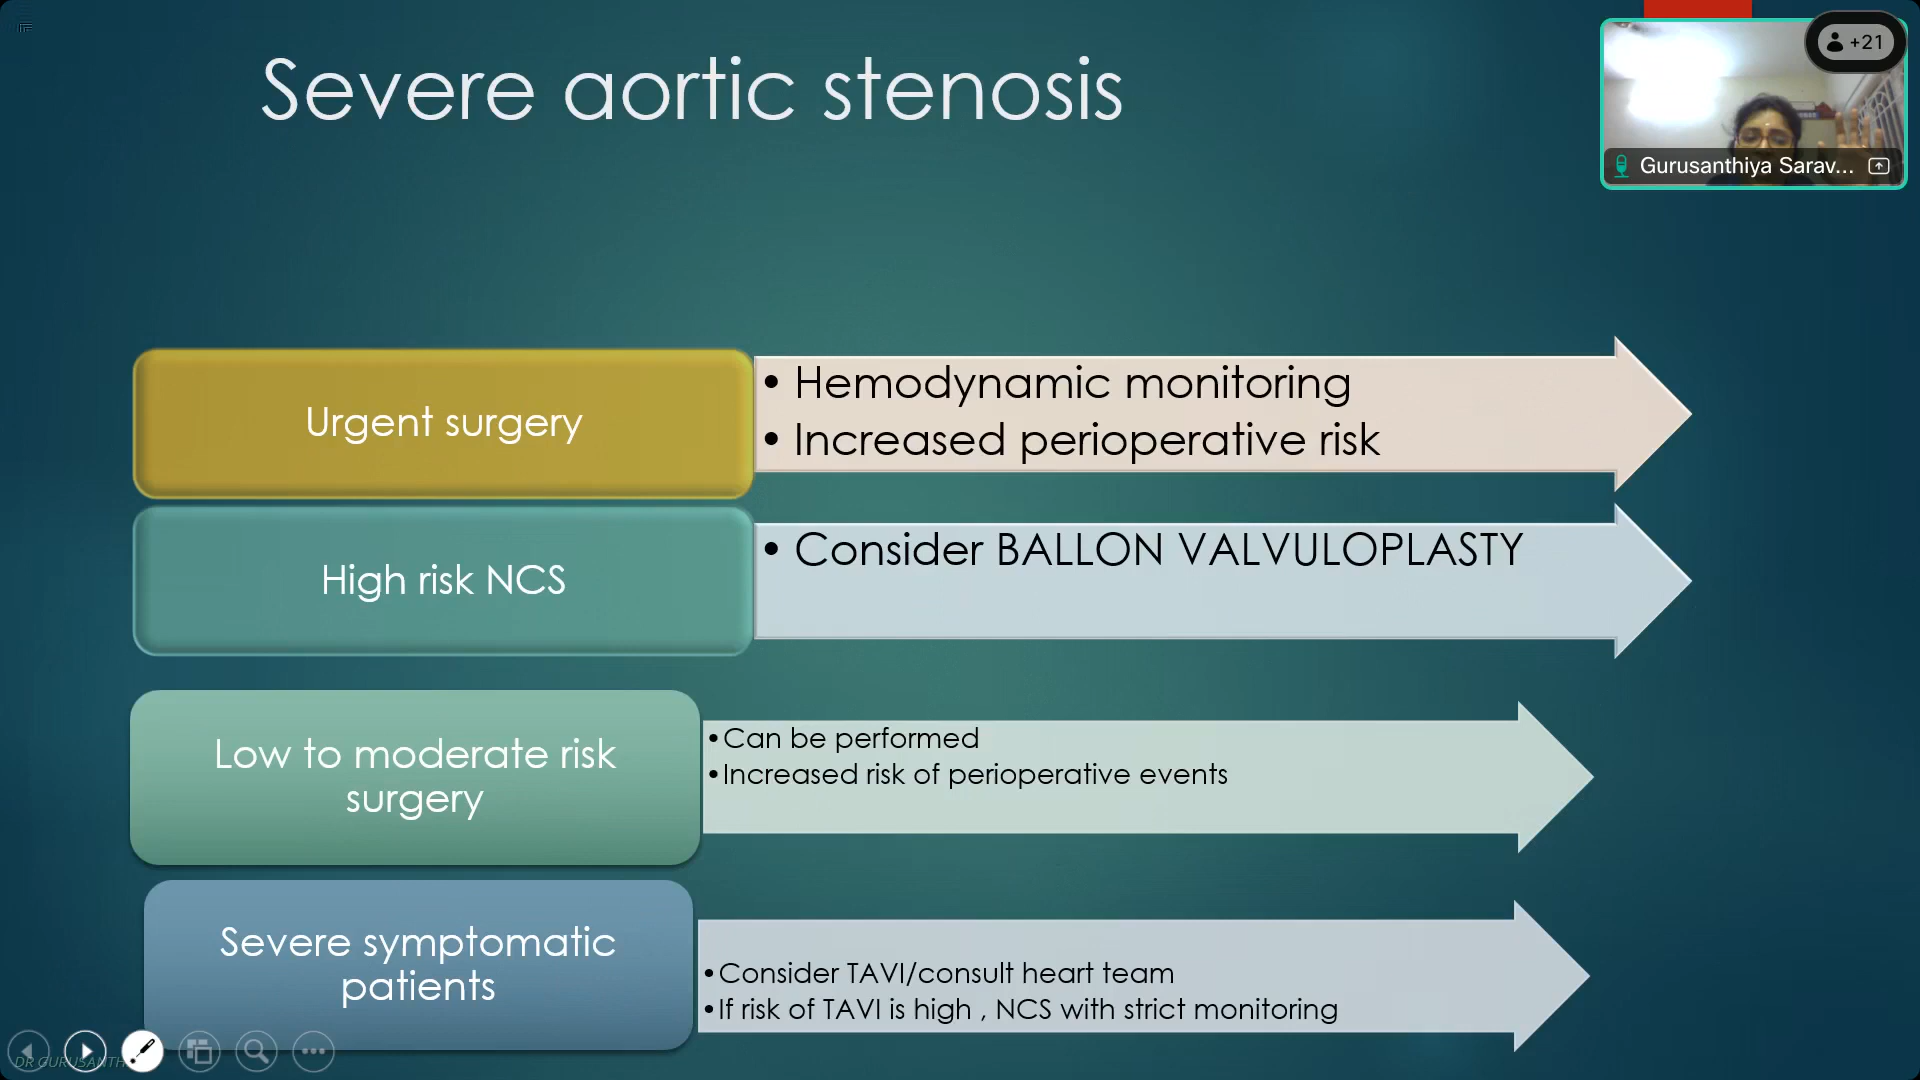 Severe aortic stenosis
+21
Gurusanthiya Sarav...
Urgent surgery
• Hemodynamic monitoring
• Increased perioperative risk
High risk NCS
• Consider BALLON VALVULOPLASTY
Low to moderate risk
surgery
•Can be performed
•Increased risk of perioperative events
Severe symptomatic
patients
•Consider TAVI/consult heart team
•If risk of TAVI is high , NCS with strict monitoring
DR GURUSANTH